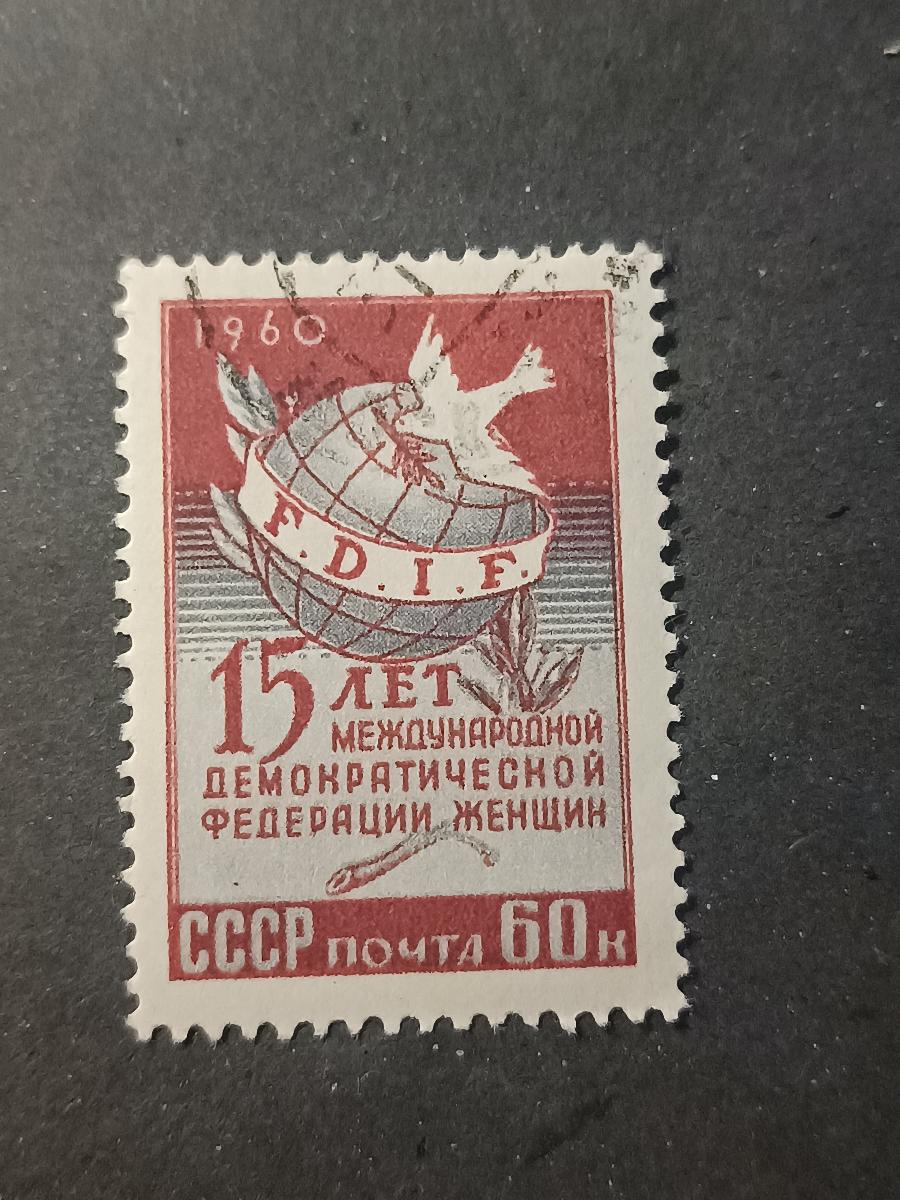 1960
F.D.I.F.
15 ЛЕТ
МЕЖДУНАРОДНОЙ
ДЕМОКРАТИЧЕСКОЙ
ФЕДЕРАЦИИ ЖЕНЩИН
СССР ПОЧТА 60 К